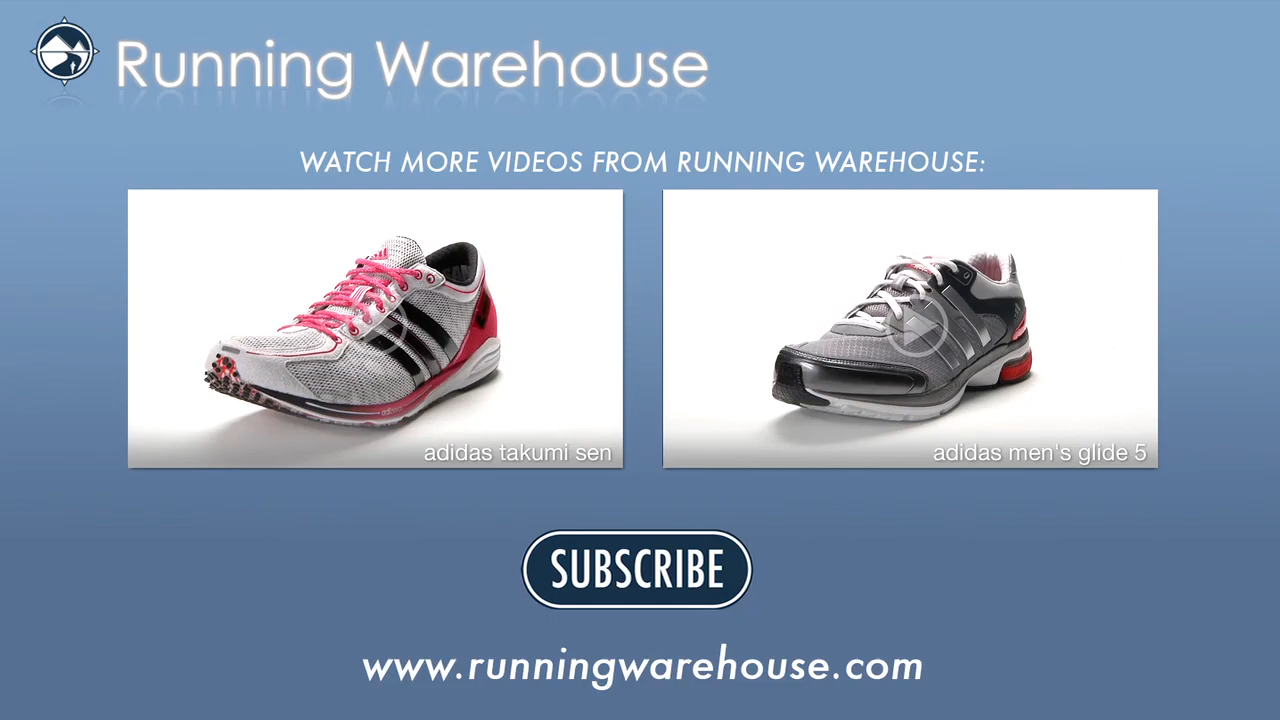 Running Warehouse
WATCH MORE VIDEOS FROM RUNNING WAREHOUSE:
adidas takumi sen
adidas men's glide 5
SUBSCRIBE
www.runningwarehouse.com